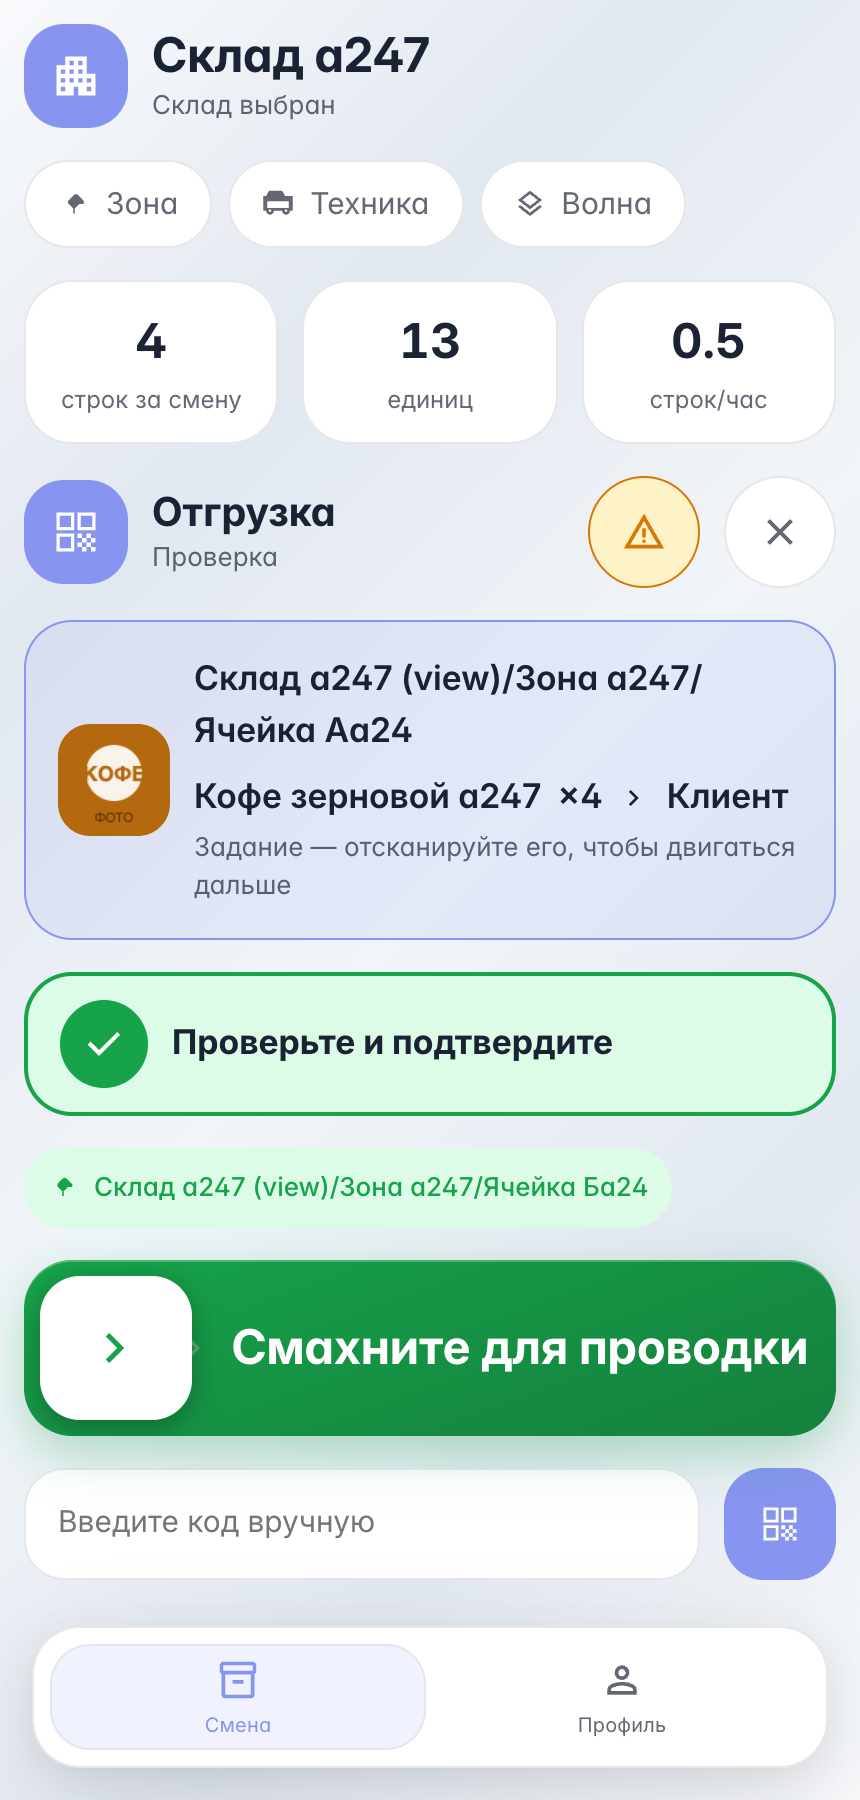 Склад а247
Склад выбран
Зона
Техника
Волна
4
строк за смену
13
единиц
0.5
строк/час
Отгрузка
Проверка
Склад а247 (view)/Зона а247/
Ячейка Аа24
КОФЕ
ФОТО
Кофе зерновой а247 ×4 › Клиент
Задание — отсканируйте его, чтобы двигаться
дальше
Проверьте и подтвердите
Склад а247 (view)/Зона а247/Ячейка Ба24
Смахните для проводки
Введите код вручную
Смена
Профиль